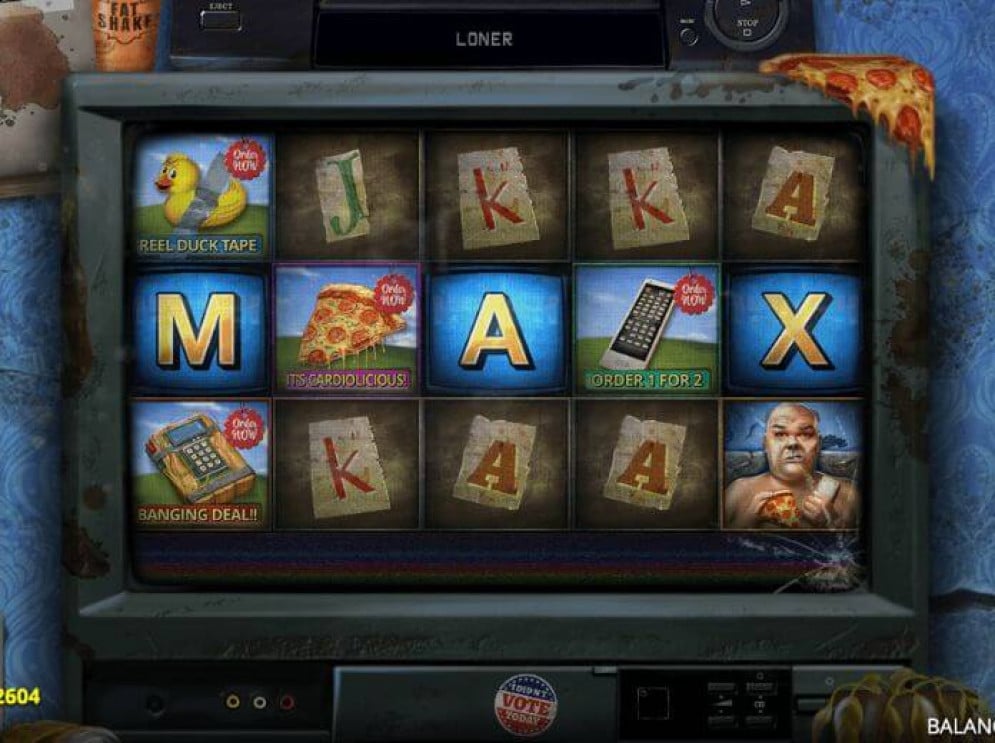 FAT
SHAKE
EJECT
LONER
STOP
Order
NOW
REEL DUCK TAPE
J
K
K
A
M
Order
NOW
IT'S CARDIOLICIOUS!
A
Order
NOW
ORDER 1 FOR 2
X
Order
NOW
BANGING DEAL!!
K
A
A
2604
I DIDN'T
VOTE
TODAY
BALANC